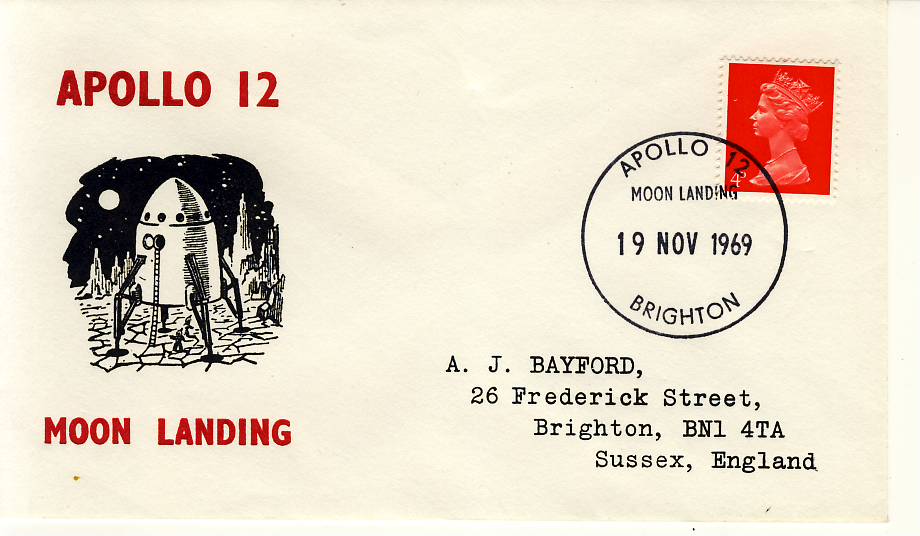 APOLLO 12
MOON LANDING
4D
APOLLO 12
MOON LANDING
19 NOV 1969
BRIGHTON
A. J. BAYFORD,
26 Frederick Street,
Brighton, BN1 4TA
Sussex, England